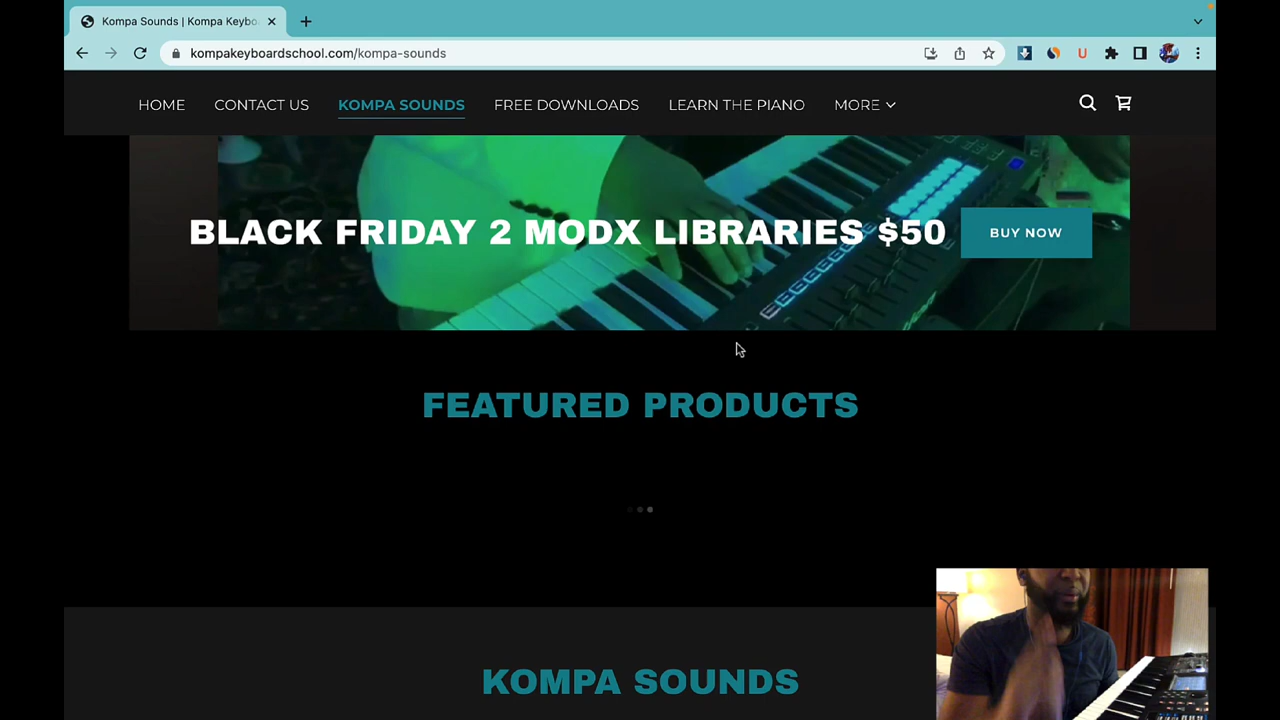 Kompa Sounds | Kompa Keybo
kompakeyboardschool.com/kompa-sounds
HOME
CONTACT US
KOMPA SOUNDS
FREE DOWNLOADS
LEARN THE PIANO
MORE
BLACK FRIDAY 2 MODX LIBRARIES $50
BUY NOW
FEATURED PRODUCTS
KOMPA SOUNDS